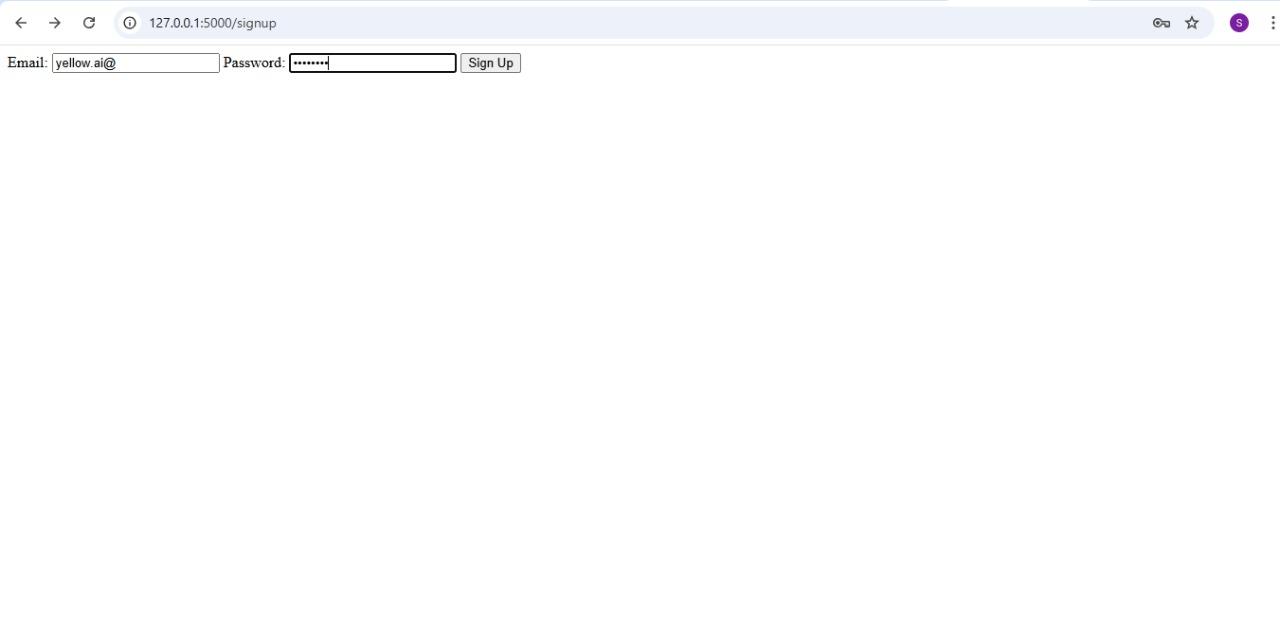 127.0.0.1:5000/signup
S
Email: yellow.ai@ Password: •••••••• Sign Up